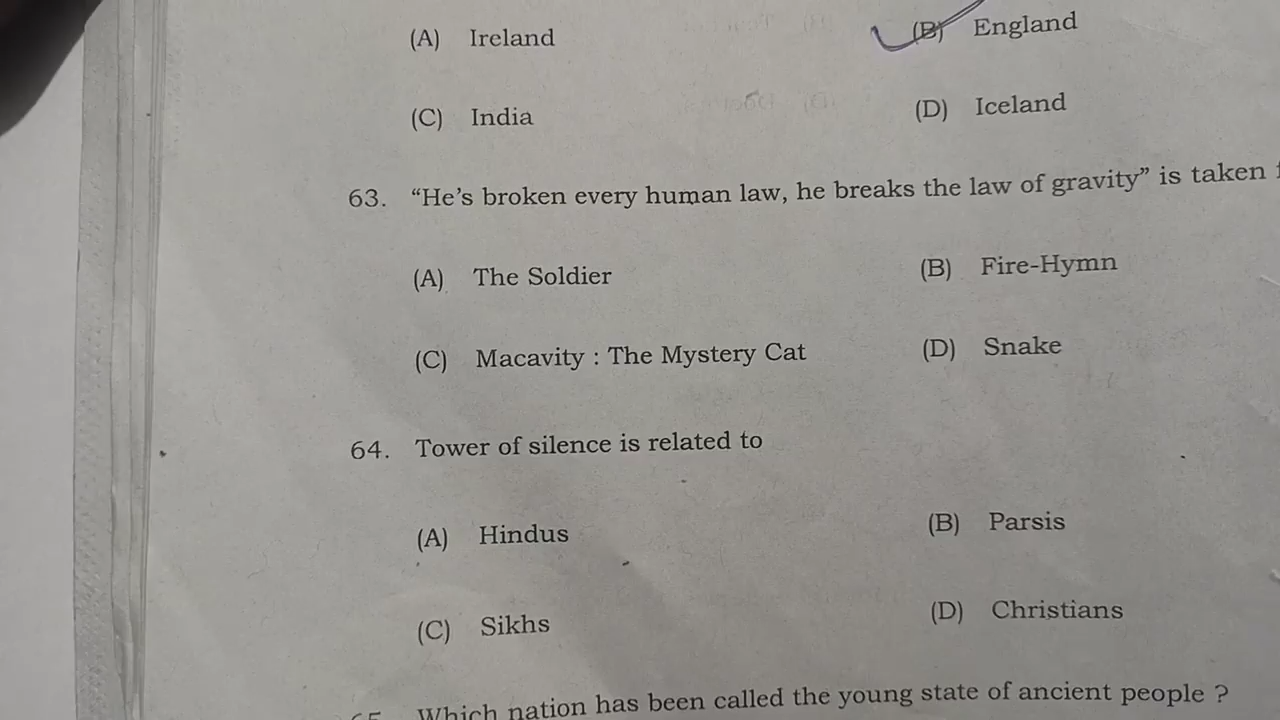 (A) Ireland
(B) England
(C) India
(D) Iceland
63. “He’s broken every human law, he breaks the law of gravity” is taken
(A) The Soldier
(B) Fire-Hymn
(C) Macavity : The Mystery Cat
(D) Snake
64. Tower of silence is related to
(A) Hindus
(B) Parsis
(C) Sikhs
(D) Christians
Which nation has been called the young state of ancient people ?